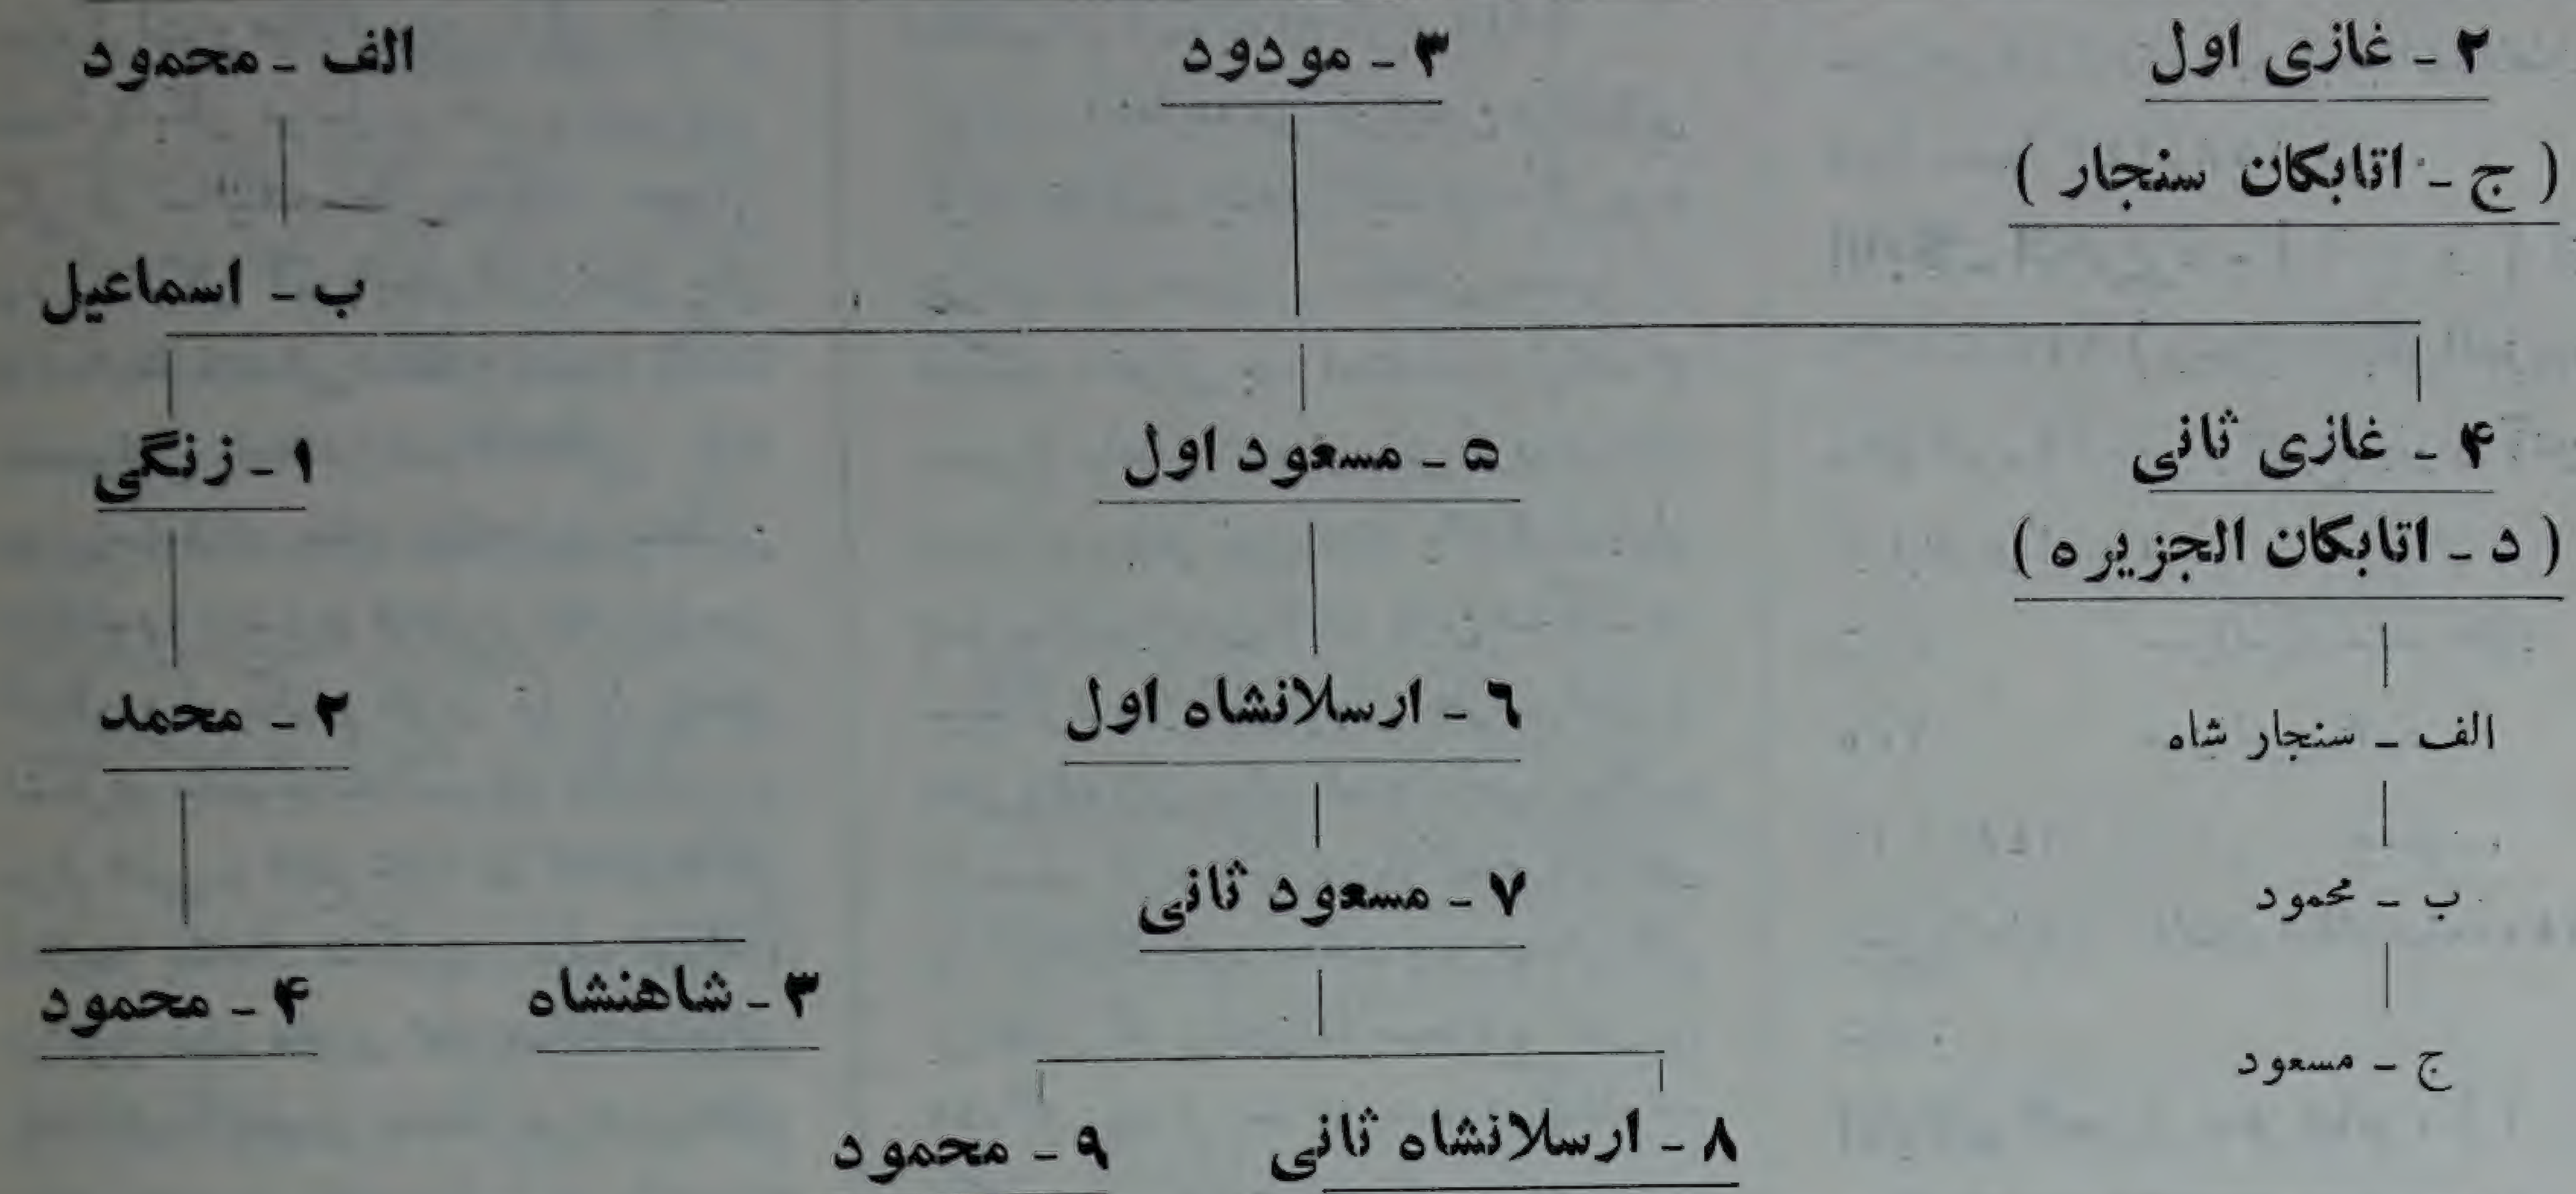 ۲ - غازی اول
۳ - مودود
الف - محمود
( ج - اتابکان سنجار )
ب - اسماعیل
۴ - غازی ثانی
۵ - مسعود اول
۱ - زنگی
( د - اتابکان الجزیره )
الف - سنجار شاه
۶ - ارسلانشاه اول
۲ - محمد
ب - محمود
۷ - مسعود ثانی
۳ - شاهنشاه
۴ - محمود
ج - مسعود
۸ - ارسلانشاه ثانی
۹ - محمود